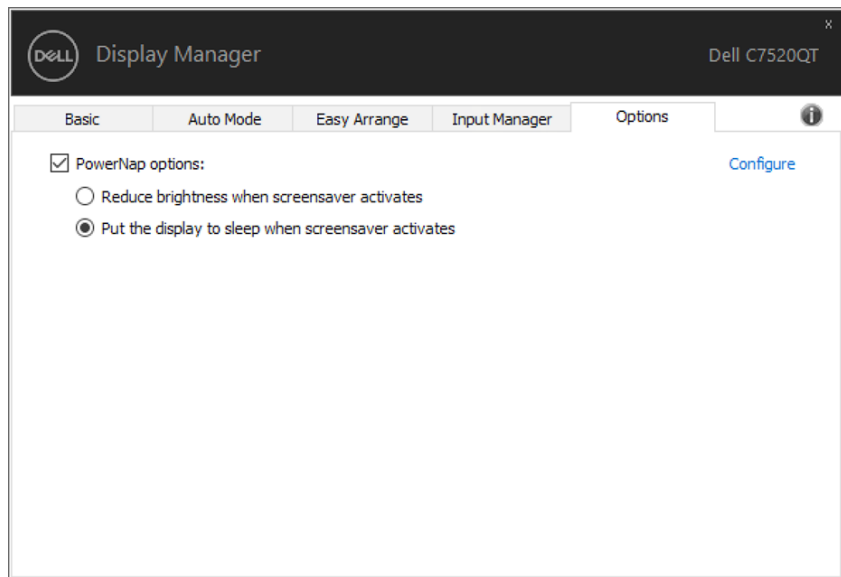 x
DELL
Display Manager
Dell C7520QT
Basic
Auto Mode
Easy Arrange
Input Manager
Options
i
PowerNap options:
Configure
Reduce brightness when screensaver activates
Put the display to sleep when screensaver activates